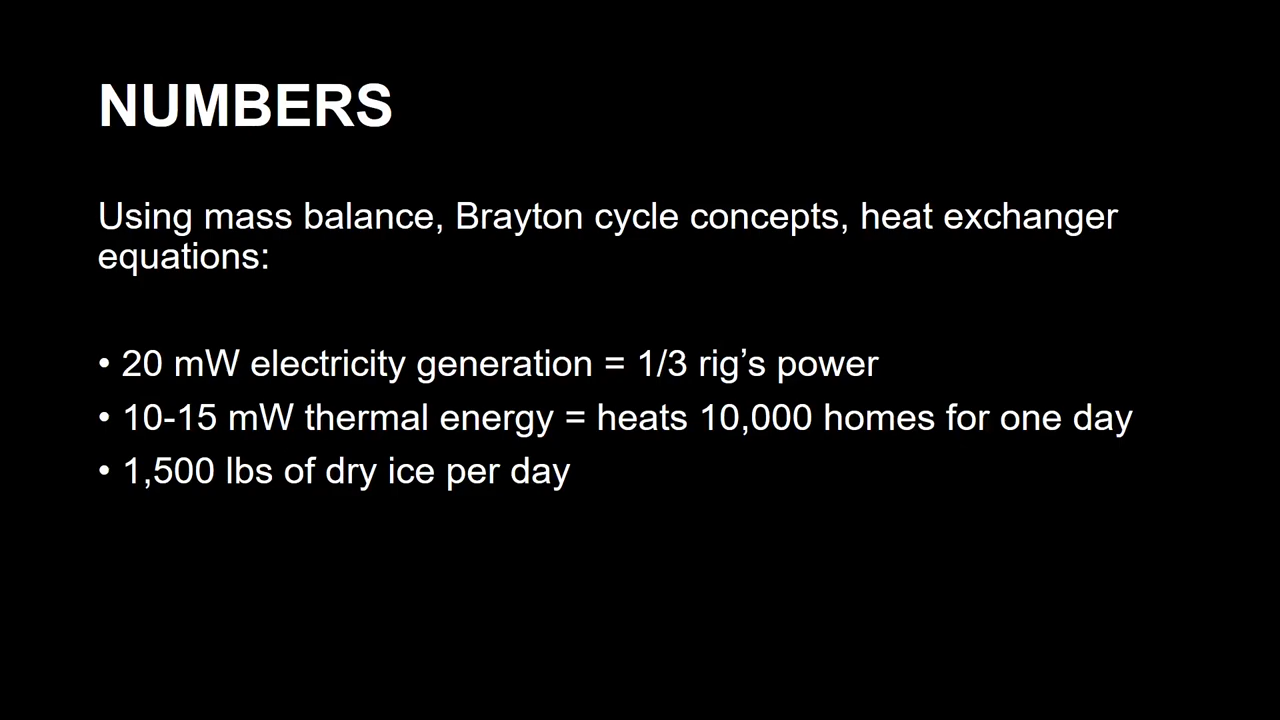 NUMBERS
Using mass balance, Brayton cycle concepts, heat exchanger
equations:
• 20 mW electricity generation = 1/3 rig’s power
• 10-15 mW thermal energy = heats 10,000 homes for one day
• 1,500 lbs of dry ice per day